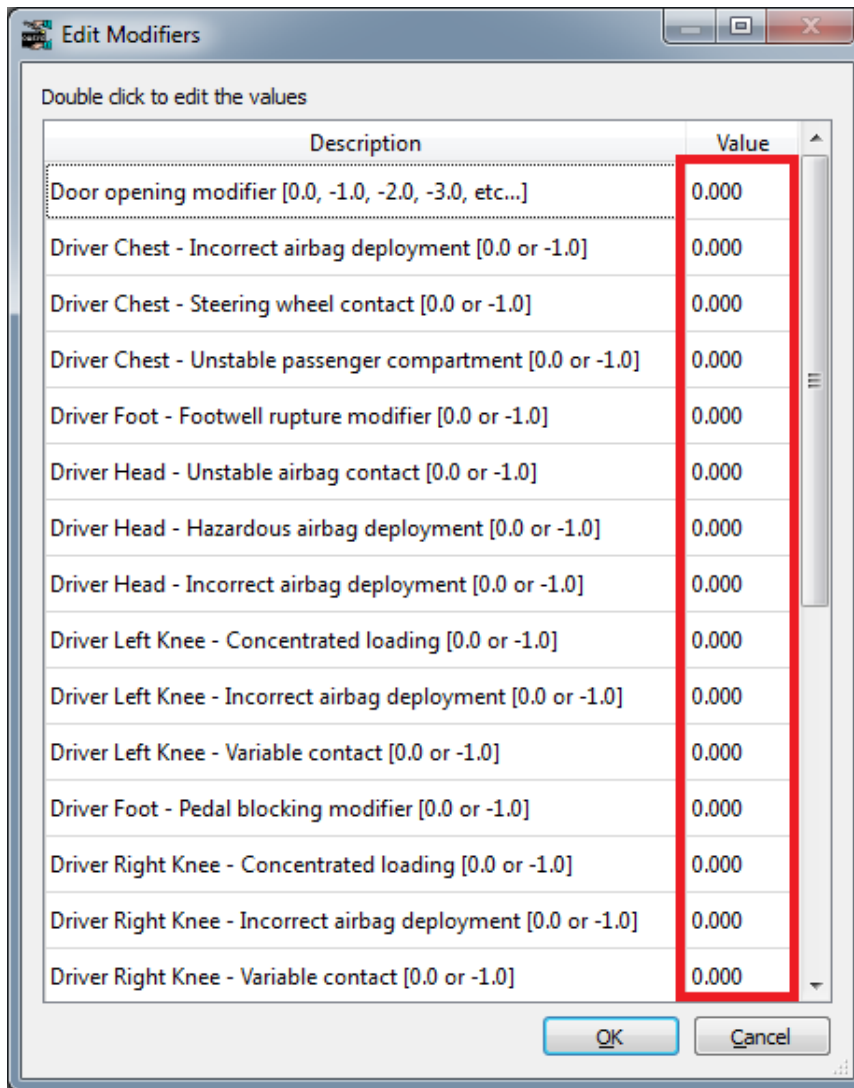 Edit Modifiers
Double click to edit the values
Description Value
Door opening modifier [0.0, -1.0, -2.0, -3.0, etc...] 0.000
Driver Chest - Incorrect airbag deployment [0.0 or -1.0] 0.000
Driver Chest - Steering wheel contact [0.0 or -1.0] 0.000
Driver Chest - Unstable passenger compartment [0.0 or -1.0] 0.000
Driver Foot - Footwell rupture modifier [0.0 or -1.0] 0.000
Driver Head - Unstable airbag contact [0.0 or -1.0] 0.000
Driver Head - Hazardous airbag deployment [0.0 or -1.0] 0.000
Driver Head - Incorrect airbag deployment [0.0 or -1.0] 0.000
Driver Left Knee - Concentrated loading [0.0 or -1.0] 0.000
Driver Left Knee - Incorrect airbag deployment [0.0 or -1.0] 0.000
Driver Left Knee - Variable contact [0.0 or -1.0] 0.000
Driver Foot - Pedal blocking modifier [0.0 or -1.0] 0.000
Driver Right Knee - Concentrated loading [0.0 or -1.0] 0.000
Driver Right Knee - Incorrect airbag deployment [0.0 or -1.0] 0.000
Driver Right Knee - Variable contact [0.0 or -1.0] 0.000
OK Cancel